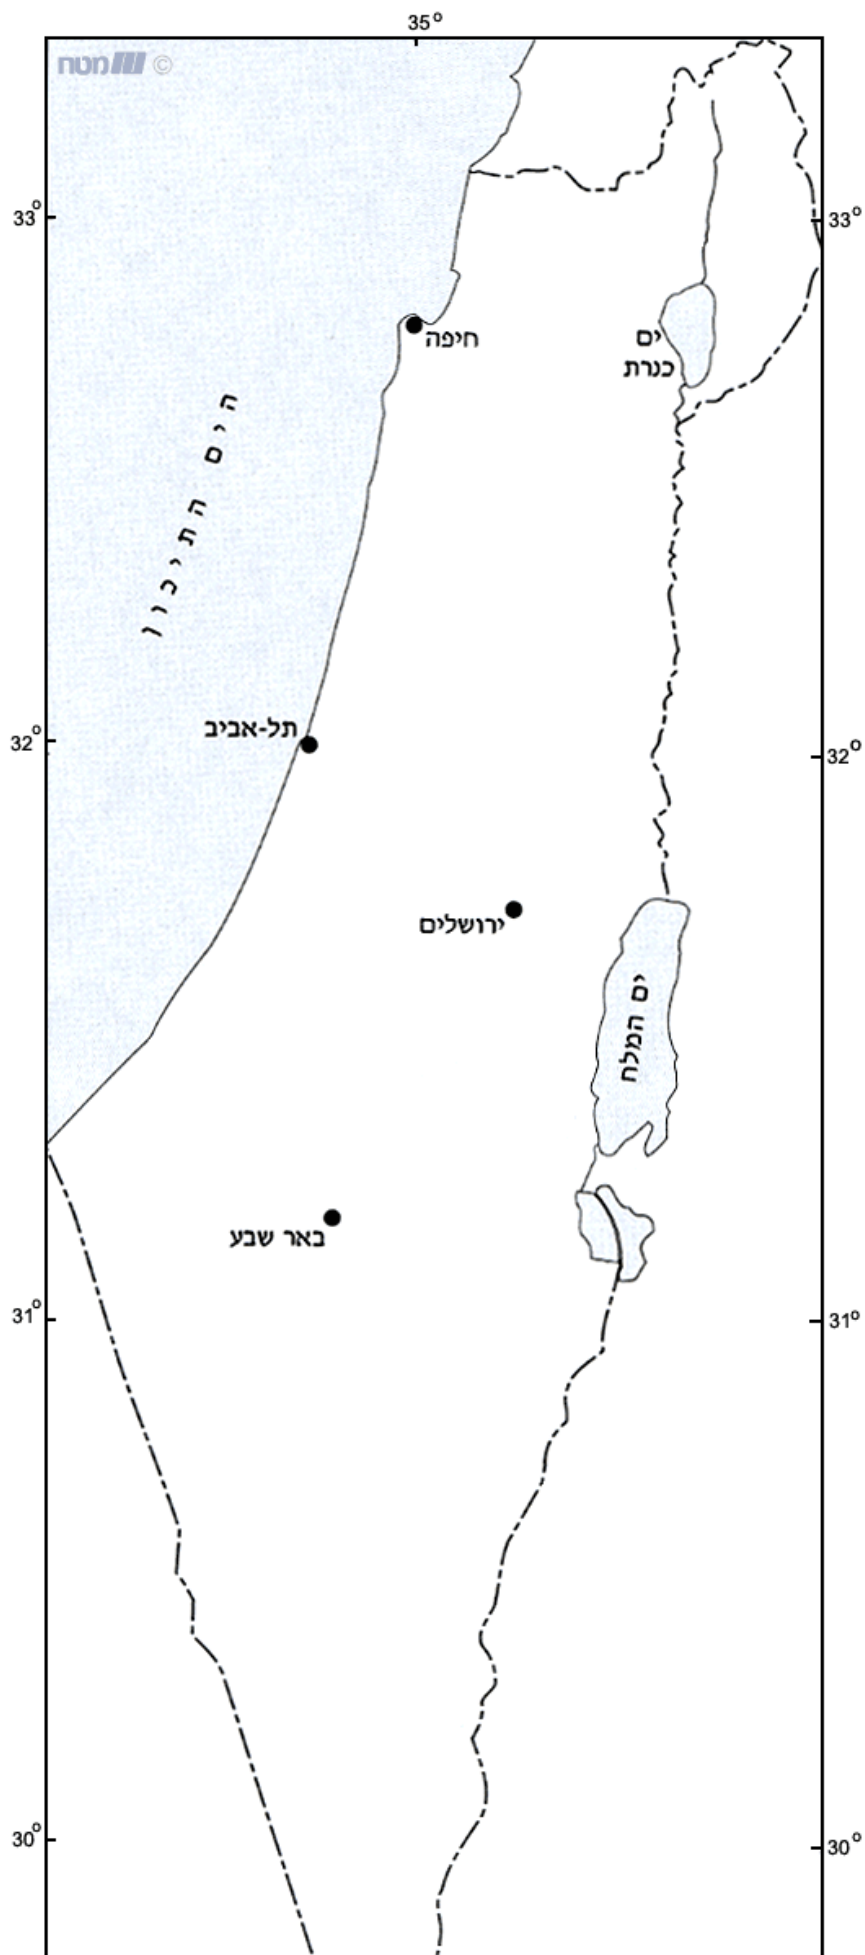 35°
מטח ©
33°
33°
חיפה
ים
כנרת
הים התיכון
תל-אביב
32°
32°
ירושלים
ים המלח
באר שבע
31°
31°
30°
30°